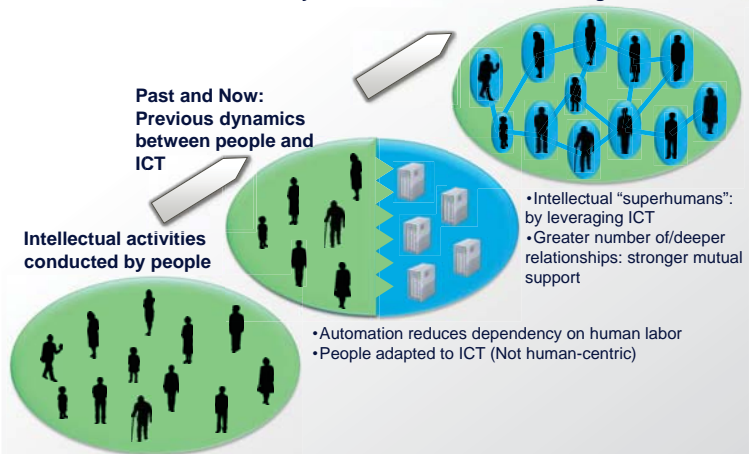 Past and Now:
Previous dynamics
between people and
ICT
•Intellectual “superhumans”:
by leveraging ICT
•Greater number of/deeper
relationships: stronger mutual
support
Intellectual activities
conducted by people
•Automation reduces dependency on human labor
•People adapted to ICT (Not human-centric)